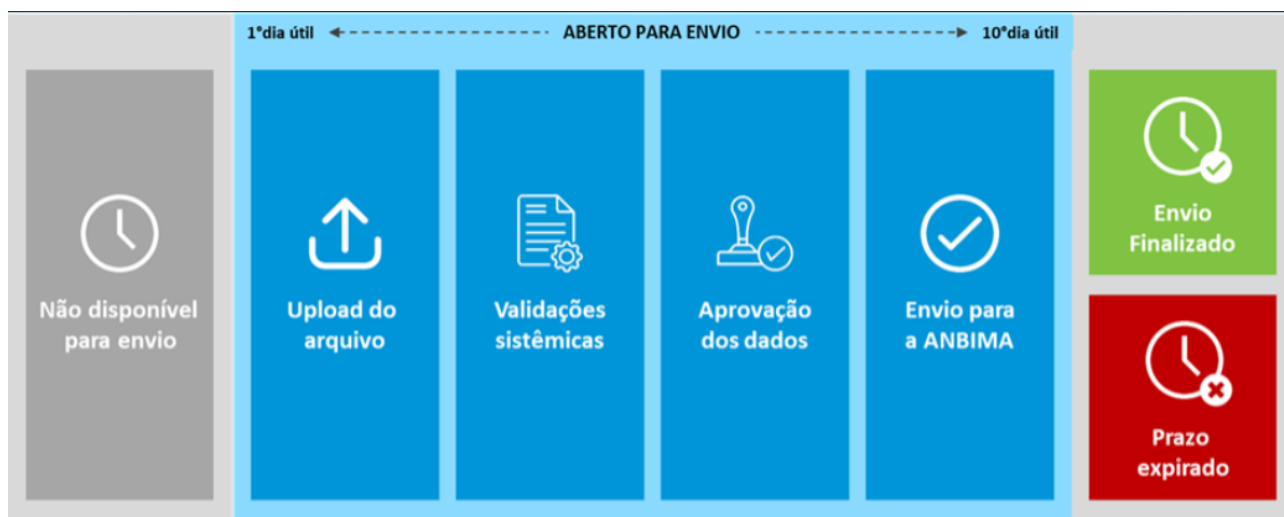 1°dia útil
ABERTO PARA ENVIO
10°dia útil
Não disponível
para envio
Upload do
arquivo
Validações
sistêmicas
Aprovação
dos dados
Envio para
a ANBIMA
Envio
Finalizado
Prazo
expirado